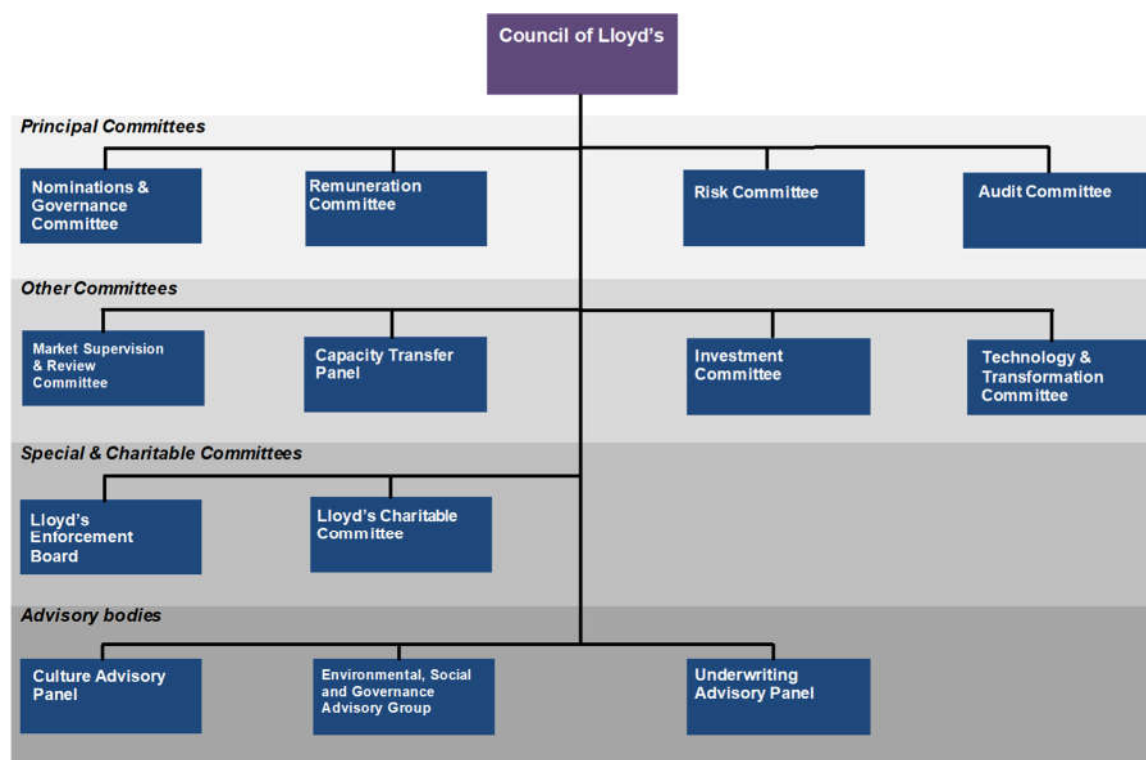 Council of Lloyd's
Principal Committees
Nominations &
Governance
Committee
Remuneration
Committee
Risk Committee
Audit Committee
Other Committees
Market Supervision
& Review
Committee
Capacity Transfer
Panel
Investment
Committee
Technology &
Transformation
Committee
Special & Charitable Committees
Lloyd's
Enforcement
Board
Lloyd's Charitable
Committee
Advisory bodies
Culture Advisory
Panel
Environmental, Social
and Governance
Advisory Group
Underwriting
Advisory Panel